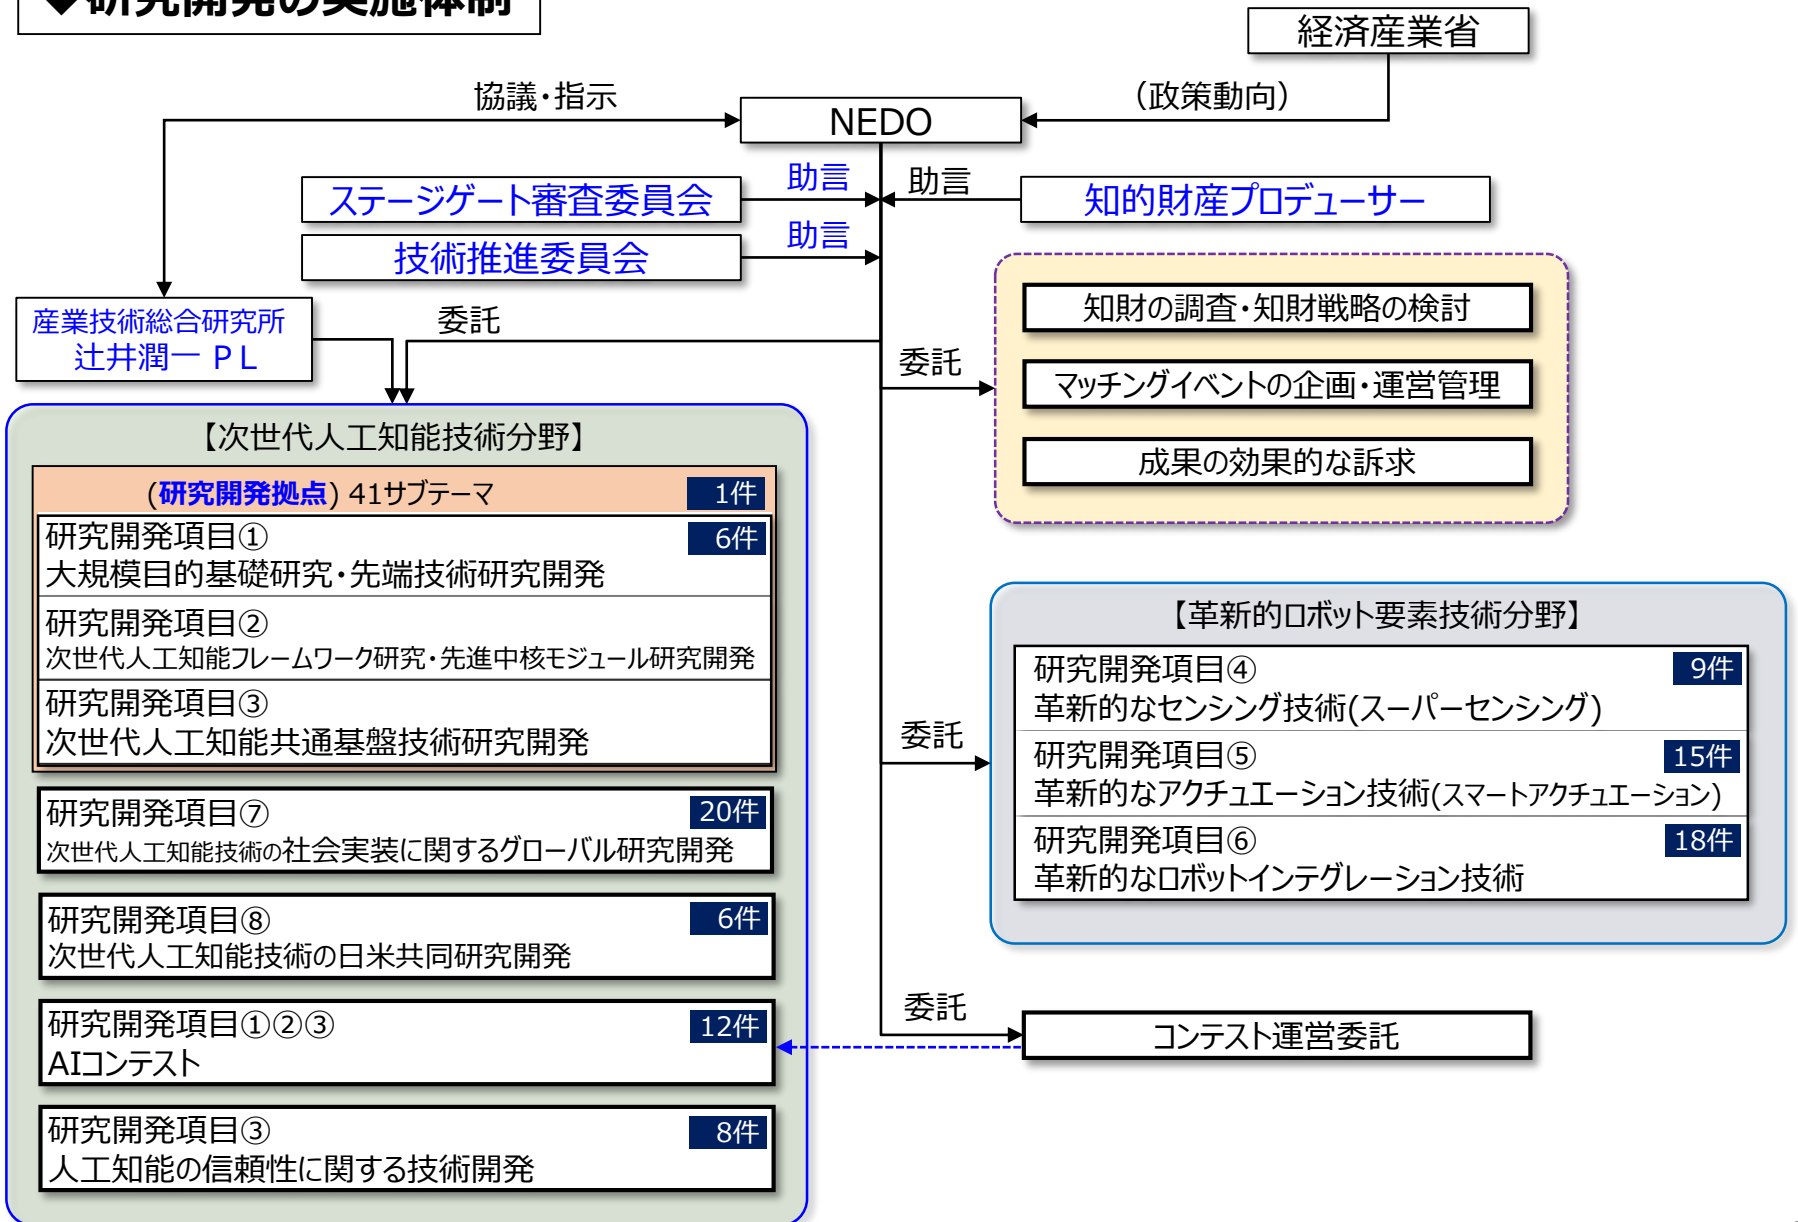 ◆研究開発の実施体制
経済産業省
協議・指示
（政策動向）
NEDO
ステージゲート審査委員会
助言
助言
知的財産プロデューサー
技術推進委員会
助言
産業技術総合研究所
辻井潤一 PL
委託
委託
知財の調査・知財戦略の検討
マッチングイベントの企画・運営管理
成果の効果的な訴求
【次世代人工知能技術分野】
(研究開発拠点) 41サブテーマ 1件
研究開発項目① 6件
大規模目的基礎研究・先端技術研究開発
研究開発項目②
次世代人工知能フレームワーク研究・先進中核モジュール研究開発
研究開発項目③
次世代人工知能共通基盤技術研究開発
研究開発項目⑦ 20件
次世代人工知能技術の社会実装に関するグローバル研究開発
研究開発項目⑧ 6件
次世代人工知能技術の日米共同研究開発
研究開発項目①②③ 12件
AIコンテスト
研究開発項目③ 8件
人工知能の信頼性に関する技術開発
委託
【革新的ロボット要素技術分野】
研究開発項目④ 9件
革新的なセンシング技術(スーパーセンシング)
研究開発項目⑤ 15件
革新的なアクチュエーション技術(スマートアクチュエーション)
研究開発項目⑥ 18件
革新的なロボットインテグレーション技術
委託
コンテスト運営委託